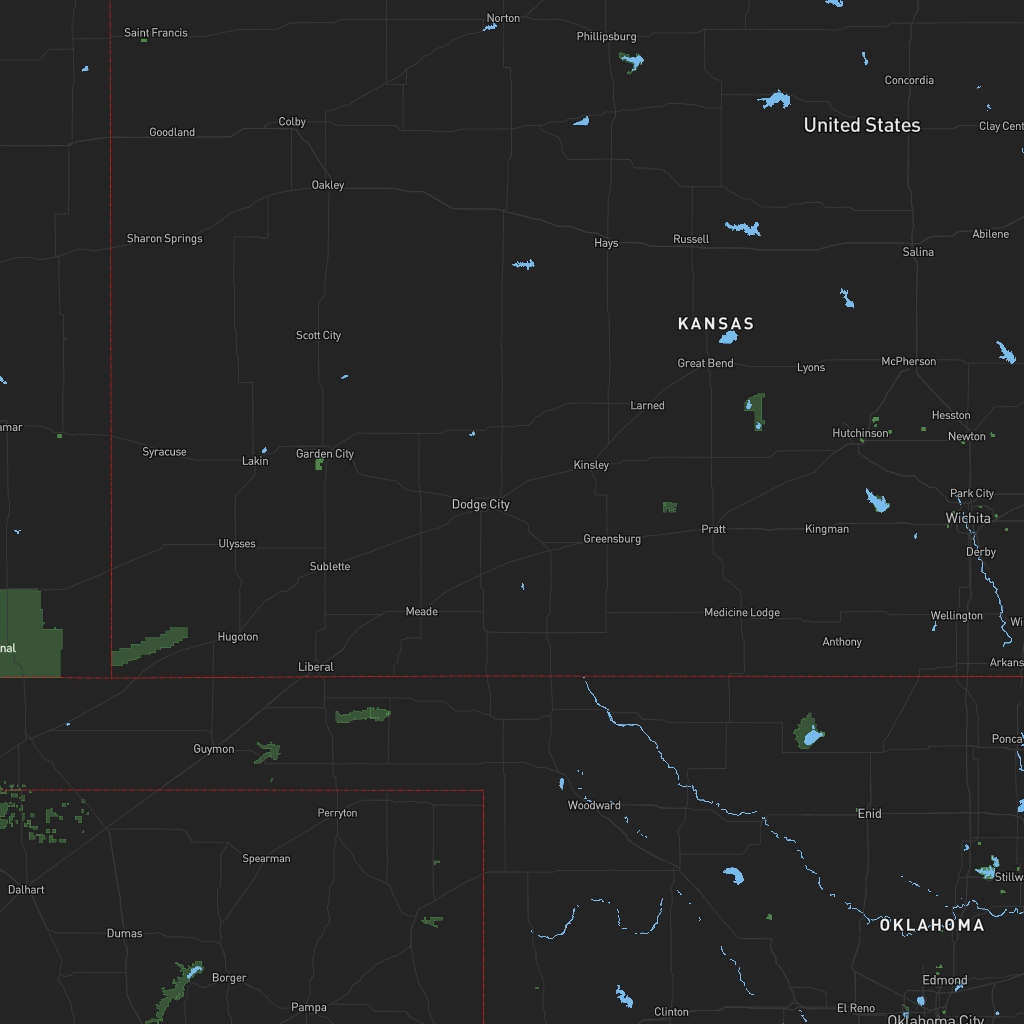 Norton
Saint Francis
Phillipsburg
Concordia
Colby
United States
Clay Cent
Goodland
Oakley
Abilene
Sharon Springs
Hays
Russell
Salina
KANSAS
Scott City
Great Bend
McPherson
Lyons
Larned
Hesston
amar
Hutchinson
Newton
Syracuse
Garden City
Lakin
Kinsley
Park City
Dodge City
Wichita
Pratt
Kingman
Greensburg
Ulysses
Derby
Sublette
Meade
Medicine Lodge
Wellington
Wi
Hugoton
Anthony
nal
Liberal
Arkans
Ponca
Guymon
Woodward
Perryton
Enid
Spearman
Stillw
Dalhart
OKLAHOMA
Dumas
Borger
Edmond
Pampa
Clinton
El Reno
Oklahoma City